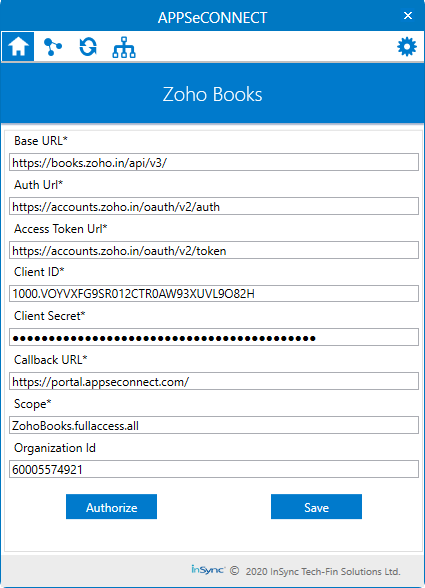 APPSeCONNECT
Zoho Books
Base URL*
https://books.zoho.in/api/v3/
Auth Url*
https://accounts.zoho.in/oauth/v2/auth
Access Token Url*
https://accounts.zoho.in/oauth/v2/token
Client ID*
1000.VOYVXFG9SR012CTR0AW93XUVL9O82H
Client Secret*
●●●●●●●●●●●●●●●●●●●●●●●●●●●●●●●●●●●●●●●●●●
Callback URL*
https://portal.appseconnect.com/
Scope*
ZohoBooks.fullaccess.all
Organization Id
60005574921
Authorize Save
InSync © 2020 InSync Tech-Fin Solutions Ltd.